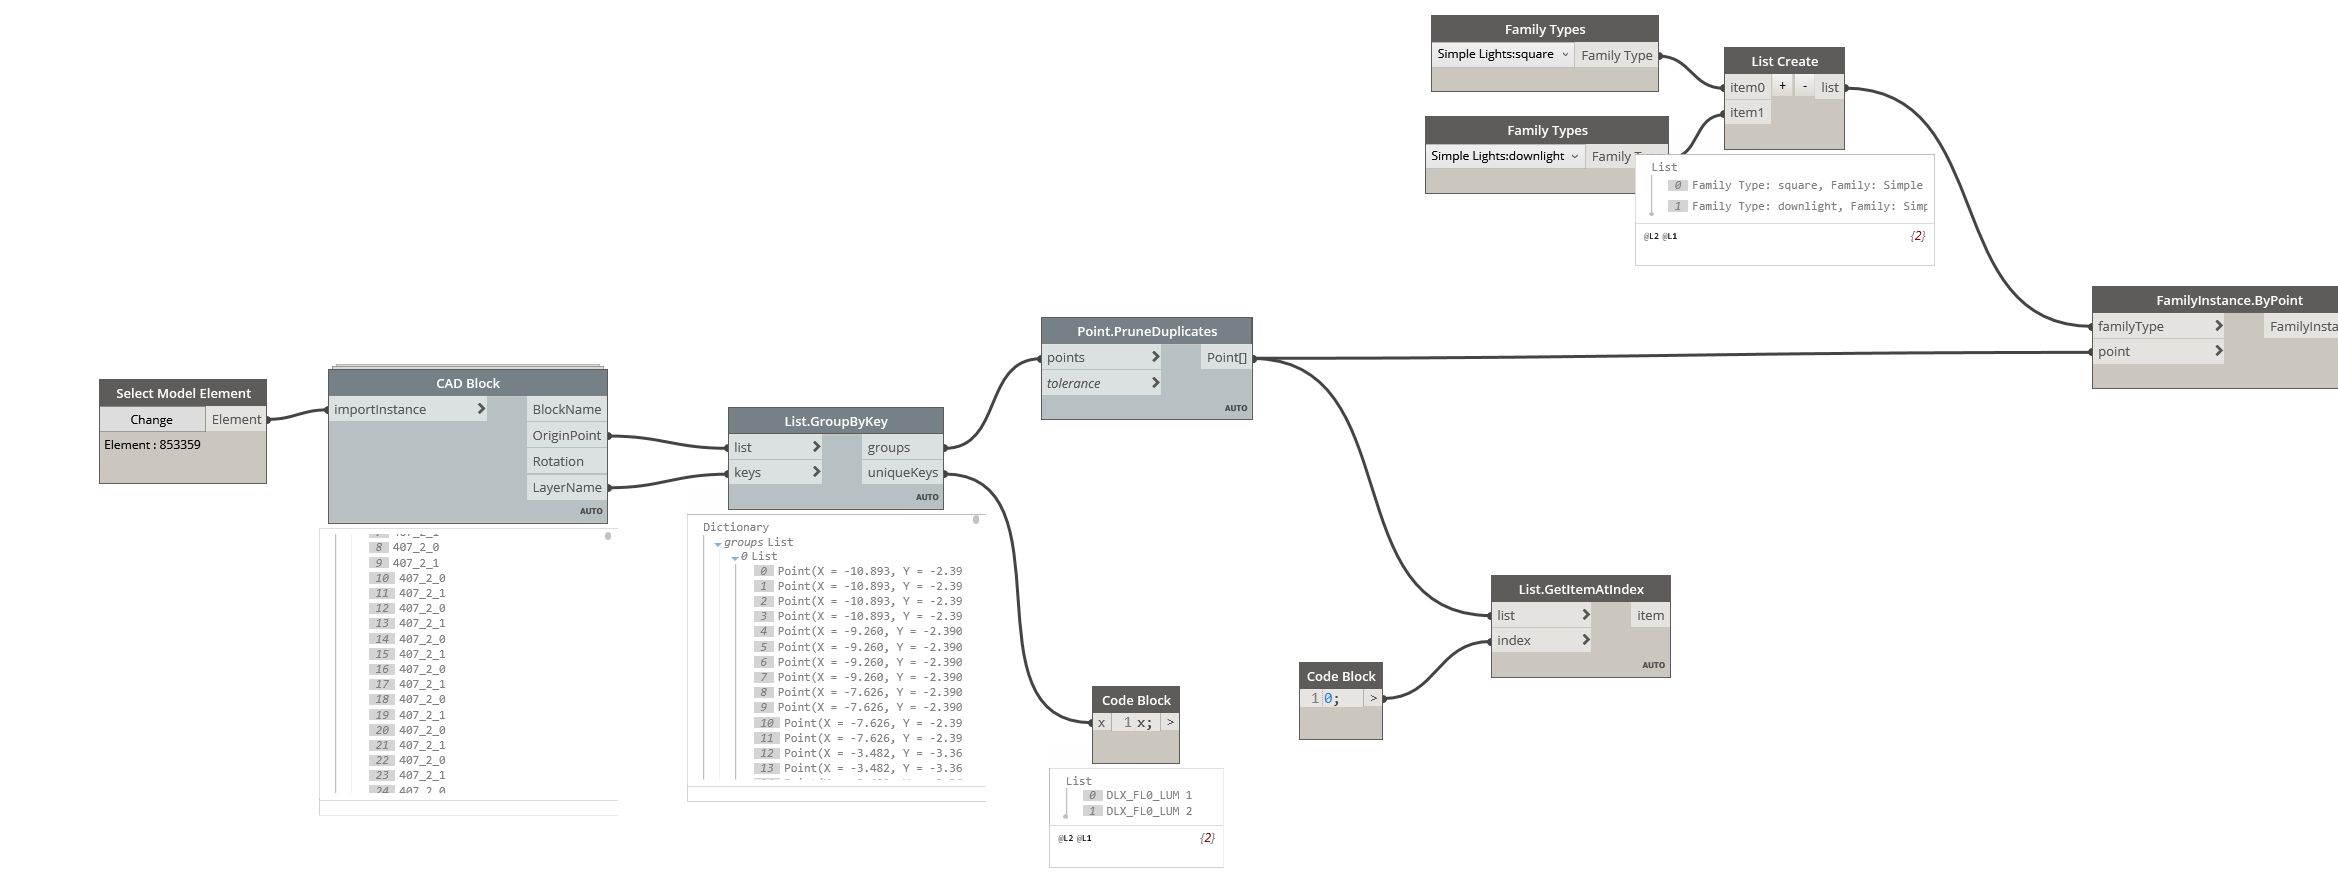 Family Types
Simple Lights:square Family Type
List Create
item0 + - list
item1
Family Types
Simple Lights:downlight Family
List
0 Family Type: square, Family: Simple
1 Family Type: downlight, Family: Simp
@L2 @L1 {2}
FamilyInstance.ByPoint
familyType FamilyInsta
point
Point.PruneDuplicates
points > Point[]
tolerance >
AUTO
Select Model Element
Change Element
Element : 853359
CAD Block
importInstance > BlockName
OriginPoint
Rotation
LayerName
AUTO
8 407_2_0
9 407_2_1
10 407_2_0
11 407_2_1
12 407_2_0
13 407_2_1
14 407_2_0
15 407_2_1
16 407_2_0
17 407_2_1
18 407_2_0
19 407_2_1
20 407_2_0
21 407_2_1
22 407_2_0
23 407_2_1
24 407_2_0
List.GroupByKey
list > groups
keys > uniqueKeys
AUTO
Dictionary
groups List
0 List
0 Point(X = -10.893, Y = -2.39
1 Point(X = -10.893, Y = -2.39
2 Point(X = -10.893, Y = -2.39
3 Point(X = -10.893, Y = -2.39
4 Point(X = -9.260, Y = -2.390
5 Point(X = -9.260, Y = -2.390
6 Point(X = -9.260, Y = -2.390
7 Point(X = -9.260, Y = -2.390
8 Point(X = -7.626, Y = -2.390
9 Point(X = -7.626, Y = -2.390
10 Point(X = -7.626, Y = -2.39
11 Point(X = -7.626, Y = -2.39
12 Point(X = -3.482, Y = -3.36
13 Point(X = -3.482, Y = -3.36
Code Block
x 1 x; >
List
0 DLX_FL0_LUM 1
1 DLX_FL0_LUM 2
@L2 @L1 {2}
Code Block
1 0; >
List.GetItemAtIndex
list > item
index >
AUTO